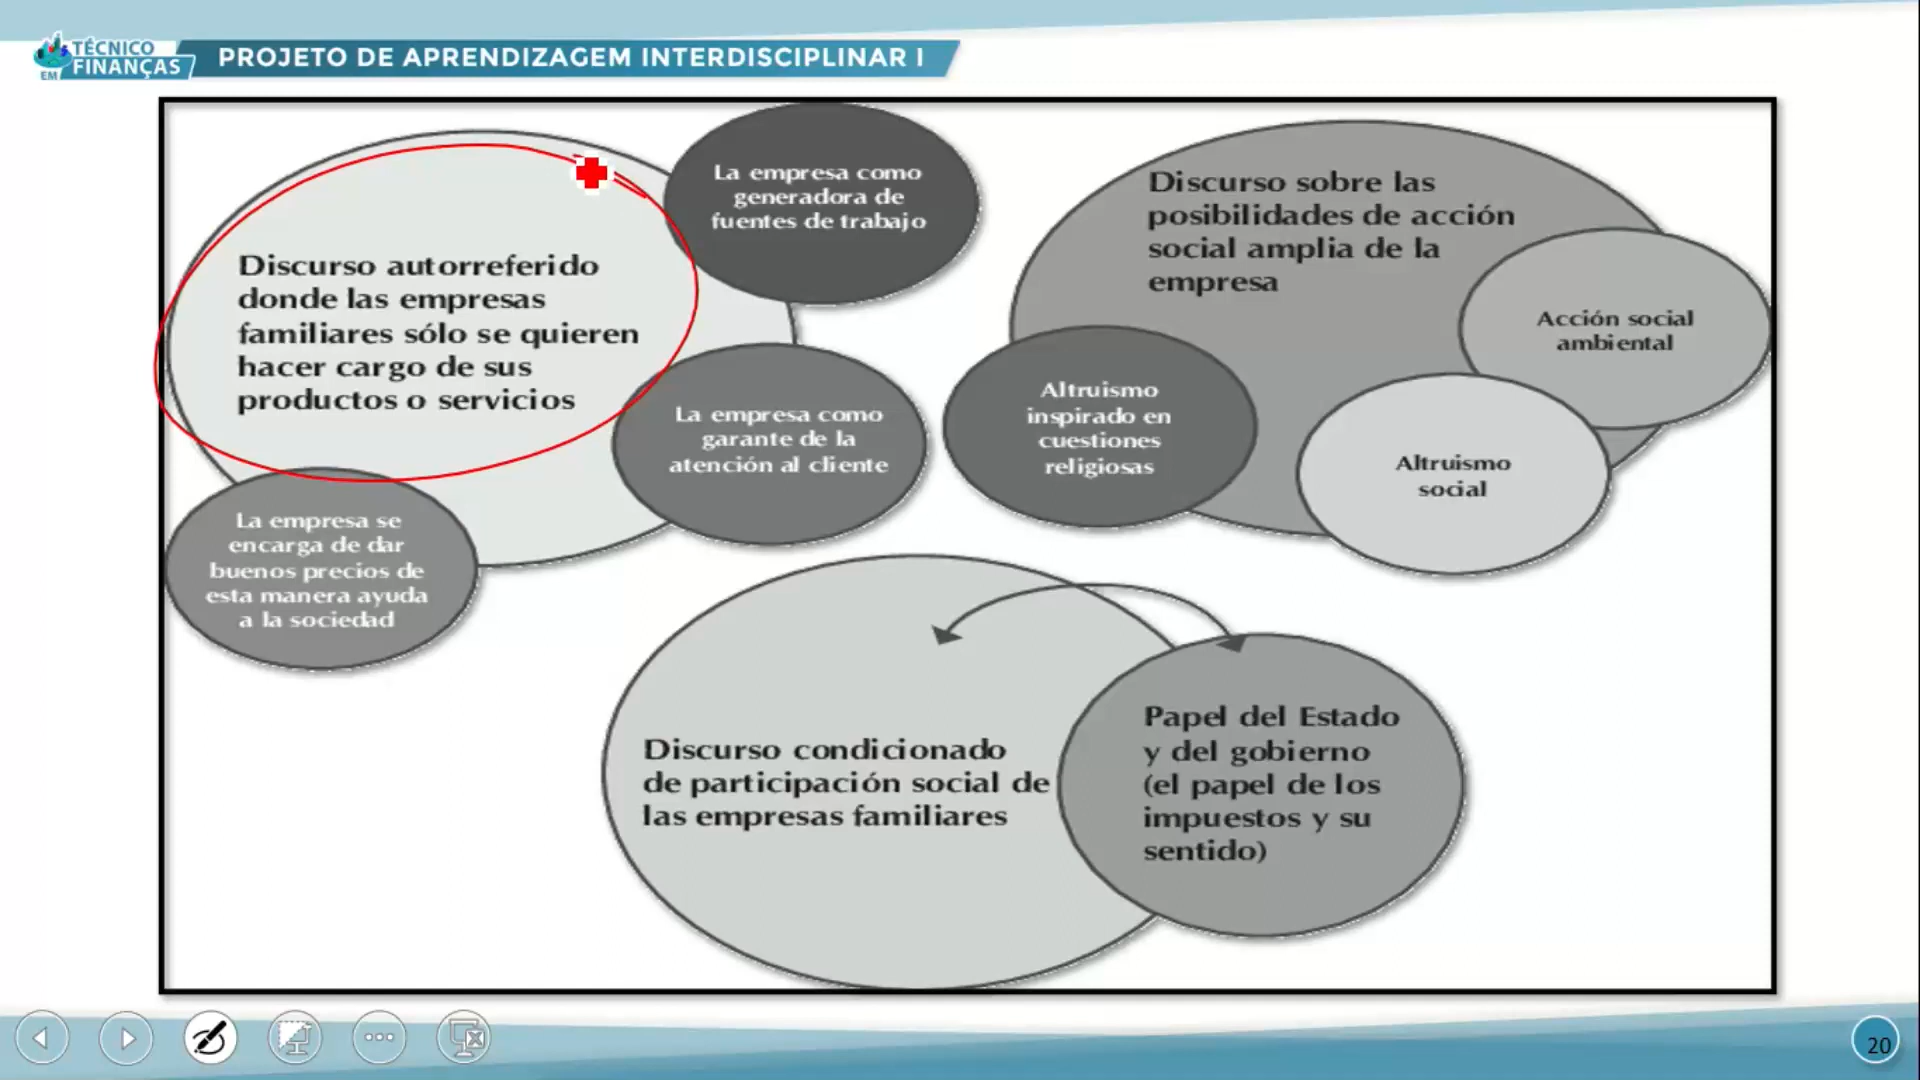 TÉCNICO
EM FINANÇAS
PROJETO DE APRENDIZAGEM INTERDISCIPLINAR I
Discurso autorreferido
donde las empresas
familiares sólo se quieren
hacer cargo de sus
productos o servicios
La empresa como
generadora de
fuentes de trabajo
La empresa como
garante de la
atención al cliente
La empresa se
encarga de dar
buenos precios de
esta manera ayuda
a la sociedad
Discurso sobre las
posibilidades de acción
social amplia de la
empresa
Acción social
ambiental
Altruismo
inspirado en
cuestiones
religiosas
Altruismo
social
Discurso condicionado
de participación social de
las empresas familiares
Papel del Estado
y del gobierno
(el papel de los
impuestos y su
sentido)
20